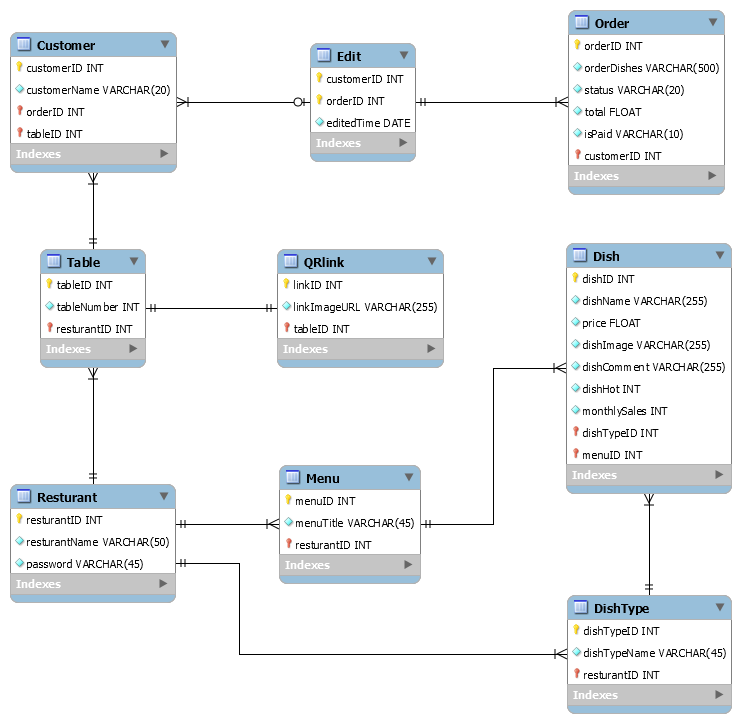 Customer
customerID INT
customerName VARCHAR(20)
orderID INT
tableID INT
Indexes
Edit
customerID INT
orderID INT
editedTime DATE
Indexes
Order
orderID INT
orderDishes VARCHAR(500)
status VARCHAR(20)
total FLOAT
isPaid VARCHAR(10)
customerID INT
Indexes
Table
tableID INT
tableNumber INT
resturantID INT
Indexes
QRlink
linkID INT
linkImageURL VARCHAR(255)
tableID INT
Indexes
Dish
dishID INT
dishName VARCHAR(255)
price FLOAT
dishImage VARCHAR(255)
dishComment VARCHAR(255)
dishHot INT
monthlySales INT
dishTypeID INT
menuID INT
Indexes
Resturant
resturantID INT
resturantName VARCHAR(50)
password VARCHAR(45)
Indexes
Menu
menuID INT
menuTitle VARCHAR(45)
resturantID INT
Indexes
DishType
dishTypeID INT
dishTypeName VARCHAR(45)
resturantID INT
Indexes